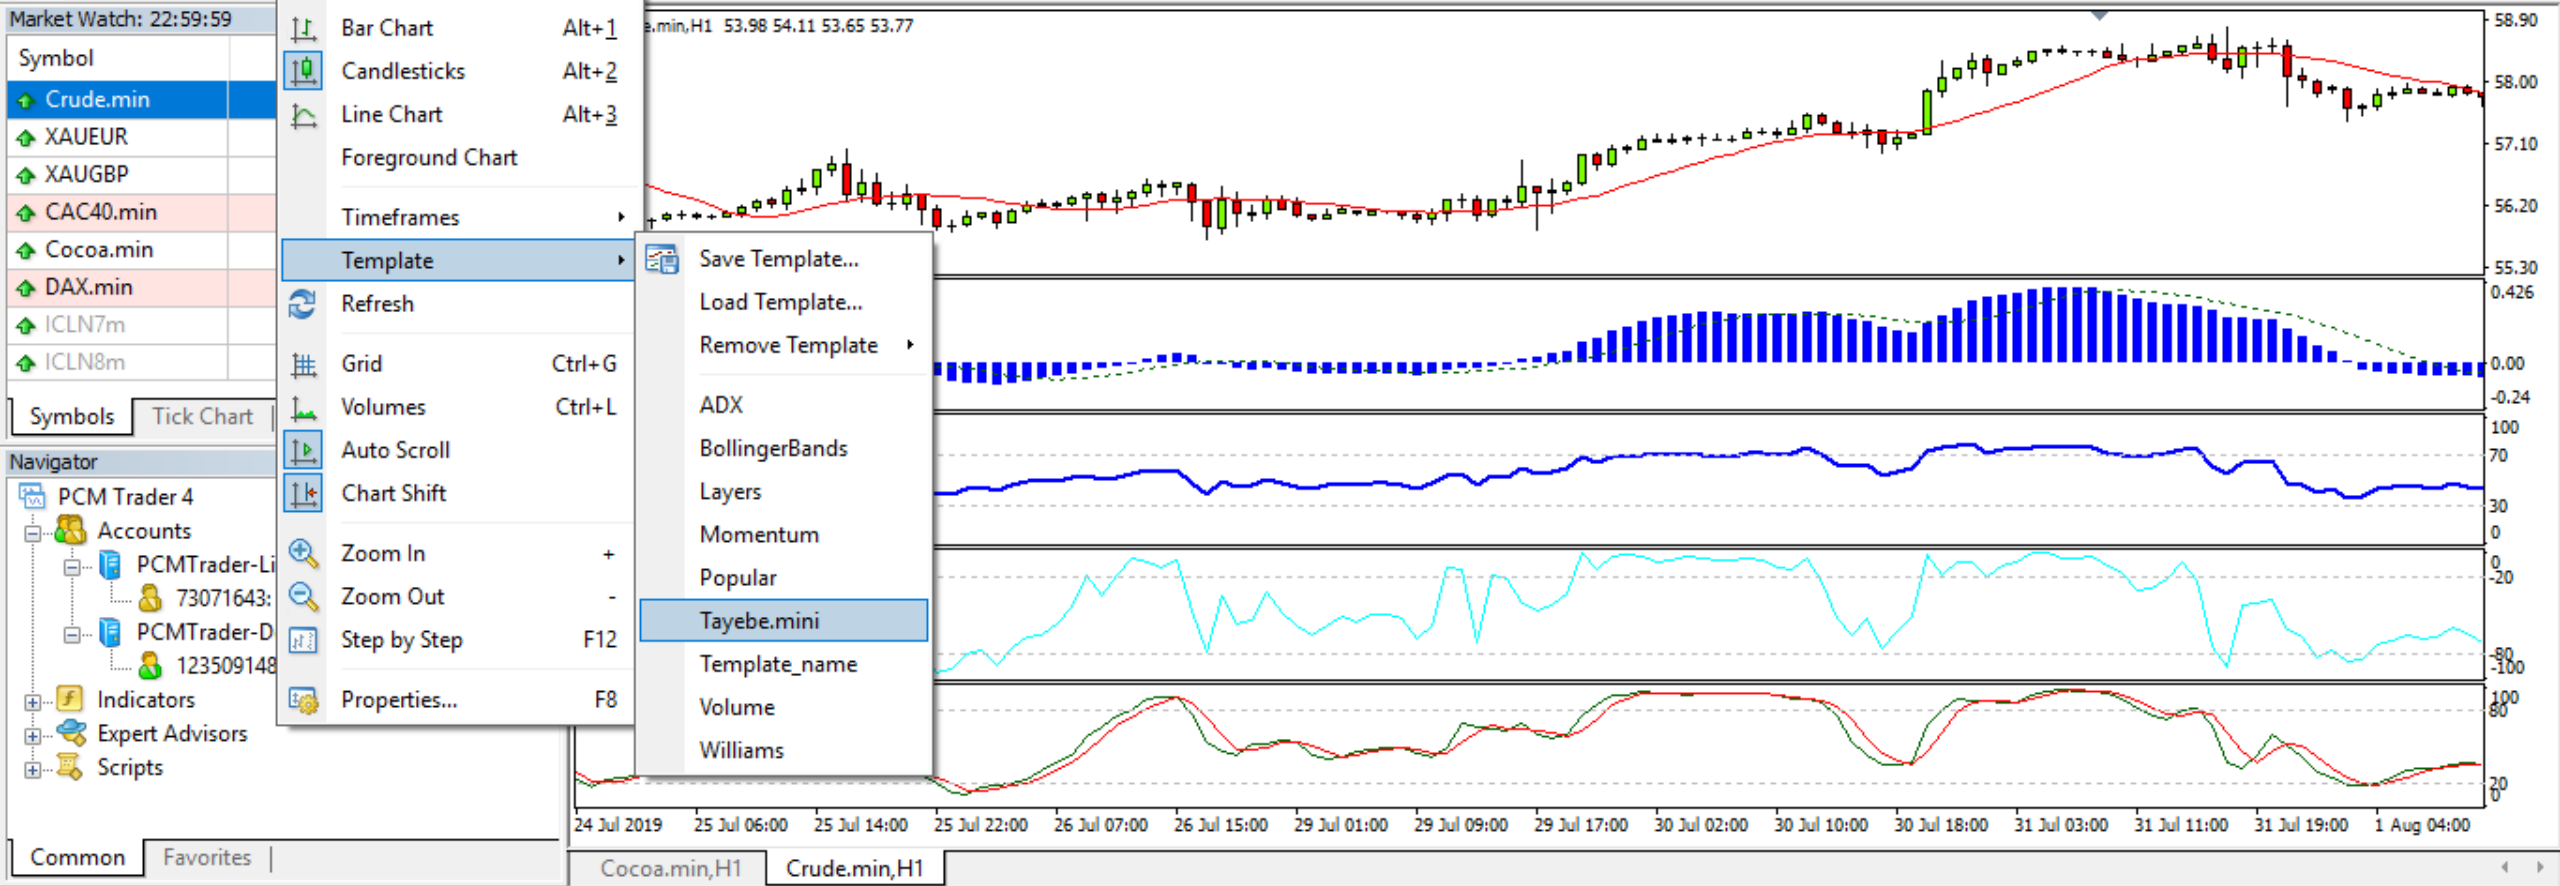 Market Watch: 22:59:59
Symbol
Crude.min
XAUEUR
XAUGBP
CAC40.min
Cocoa.min
DAX.min
ICLN7m
ICLN8m
Symbols
Tick Chart
Navigator
PCM Trader 4
Accounts
PCMTrader-Li
73071643:
PCMTrader-D
123509148
Indicators
Expert Advisors
Scripts
Common
Favorites
Bar Chart Alt+1
Candlesticks Alt+2
Line Chart Alt+3
Foreground Chart
Timeframes
Template
Refresh
Grid Ctrl+G
Volumes Ctrl+L
Auto Scroll
Chart Shift
Zoom In +
Zoom Out -
Step by Step F12
Properties... F8
Save Template...
Load Template...
Remove Template
ADX
BollingerBands
Layers
Momentum
Popular
Tayebe.mini
Template_name
Volume
Williams
e.min,H1 53.98 54.11 53.65 53.77
58.90
58.00
57.10
56.20
55.30
0.426
0.00
-0.24
100
70
30
0
0
-20
-80
-100
100
80
20
0
24 Jul 2019
25 Jul 06:00
25 Jul 14:00
25 Jul 22:00
26 Jul 07:00
26 Jul 15:00
29 Jul 01:00
29 Jul 09:00
29 Jul 17:00
30 Jul 02:00
30 Jul 10:00
30 Jul 18:00
31 Jul 03:00
31 Jul 11:00
31 Jul 19:00
1 Aug 04:00
Cocoa.min,H1
Crude.min,H1